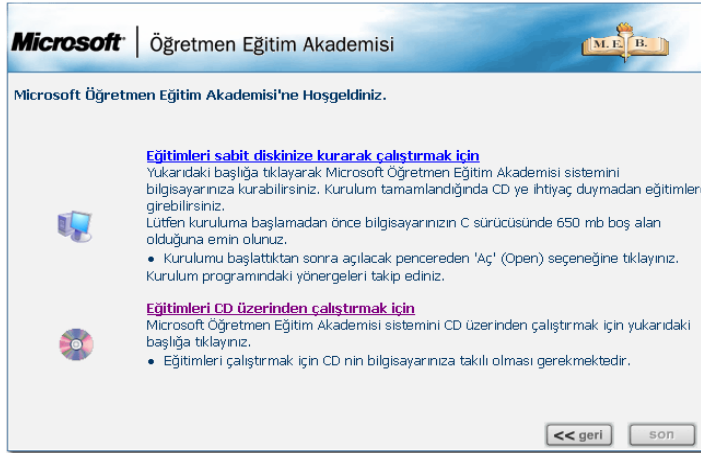 Microsoft Öğretmen Eğitim Akademisi M.E. B.
Microsoft Öğretmen Eğitim Akademisi'ne Hoşgeldiniz.
Eğitimleri sabit diskinize kurarak çalıştırmak için
Yukarıdaki başlığa tıklayarak Microsoft Öğretmen Eğitim Akademisi sistemini
bilgisayarınıza kurabilirsiniz. Kurulum tamamlandığında CD ye ihtiyaç duymadan eğitimler
girebilirsiniz.
Lütfen kuruluma başlamadan önce bilgisayarınızın C sürücüsünde 650 mb boş alan
olduğuna emin olunuz.
• Kurulumu başlattıktan sonra açılacak pencereden 'Aç' (Open) seçeneğine tıklayınız.
Kurulum programındaki yönergeleri takip ediniz.
Eğitimleri CD üzerinden çalıştırmak için
Microsoft Öğretmen Eğitim Akademisi sistemini CD üzerinden çalıştırmak için yukarıdaki
başlığa tıklayınız.
• Eğitimleri çalıştırmak için CD nin bilgisayarınıza takılı olması gerekmektedir.
<< geri son